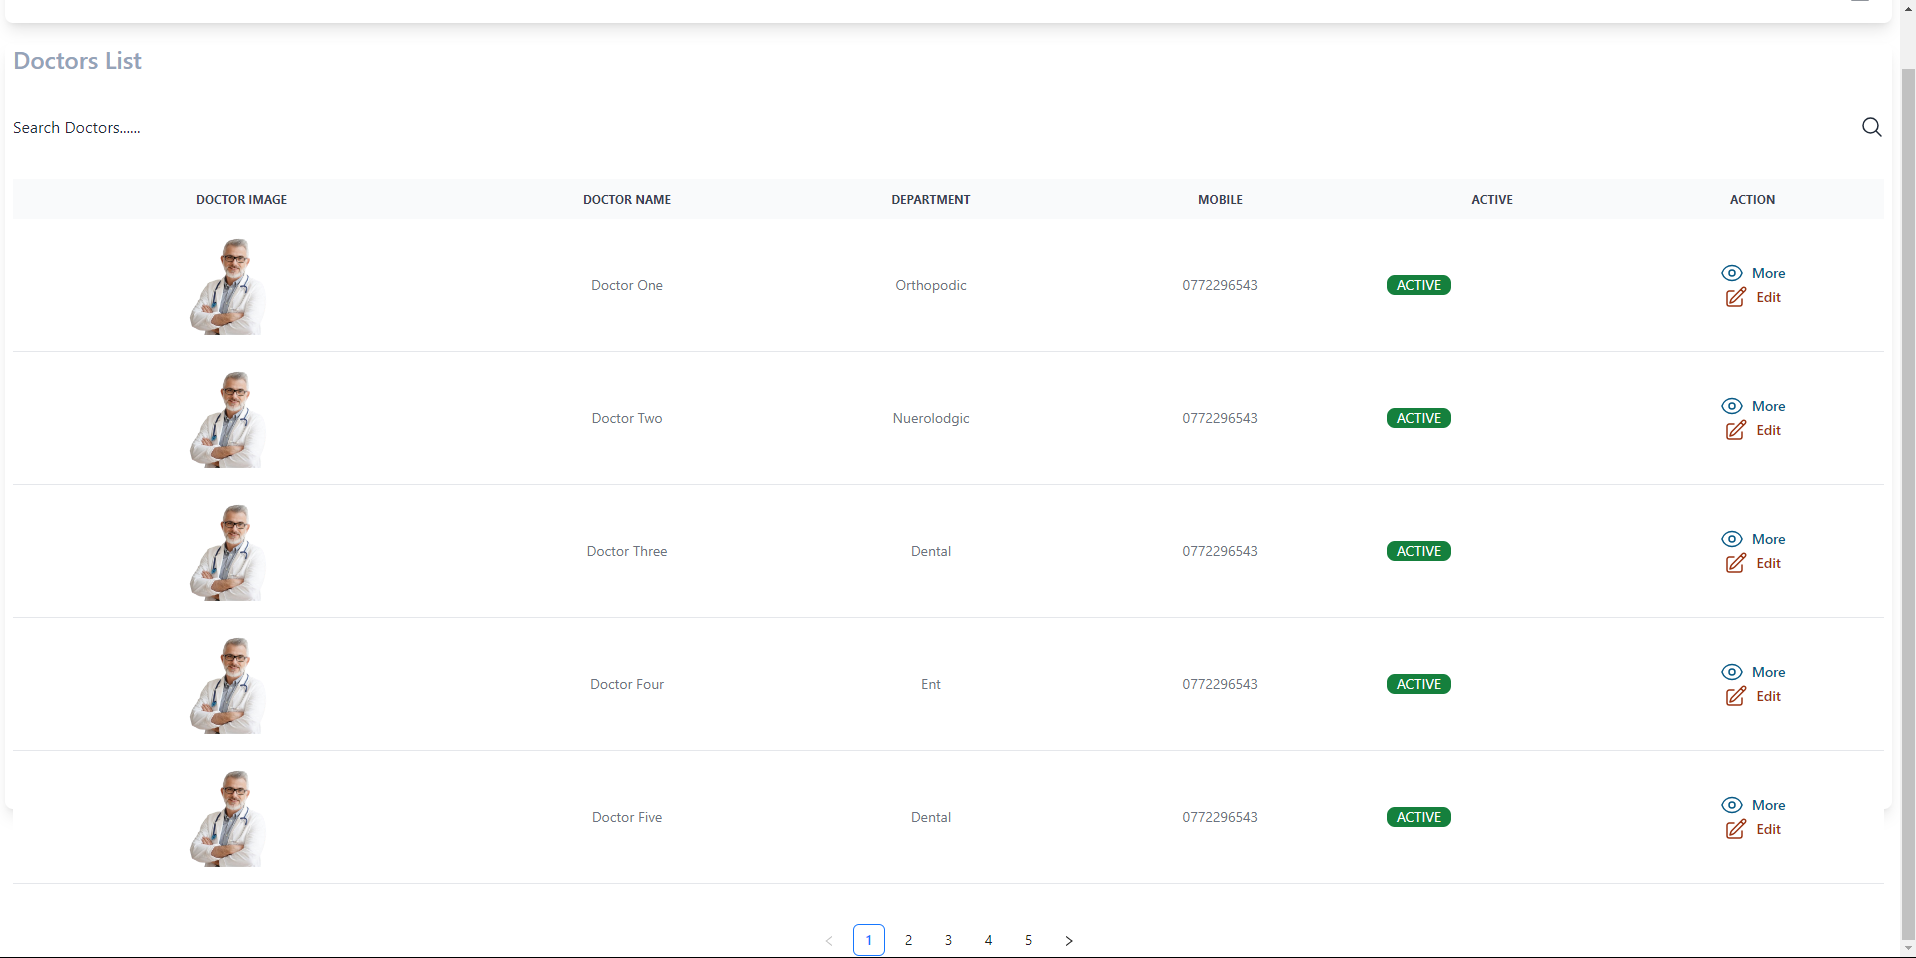 Doctors List
Search Doctors......
DOCTOR IMAGE DOCTOR NAME DEPARTMENT MOBILE ACTIVE ACTION
Doctor One Orthopodic 0772296543 ACTIVE More
Edit
Doctor Two Nuerolodgic 0772296543 ACTIVE More
Edit
Doctor Three Dental 0772296543 ACTIVE More
Edit
Doctor Four Ent 0772296543 ACTIVE More
Edit
Doctor Five Dental 0772296543 ACTIVE More
Edit
< 1 2 3 4 5 >